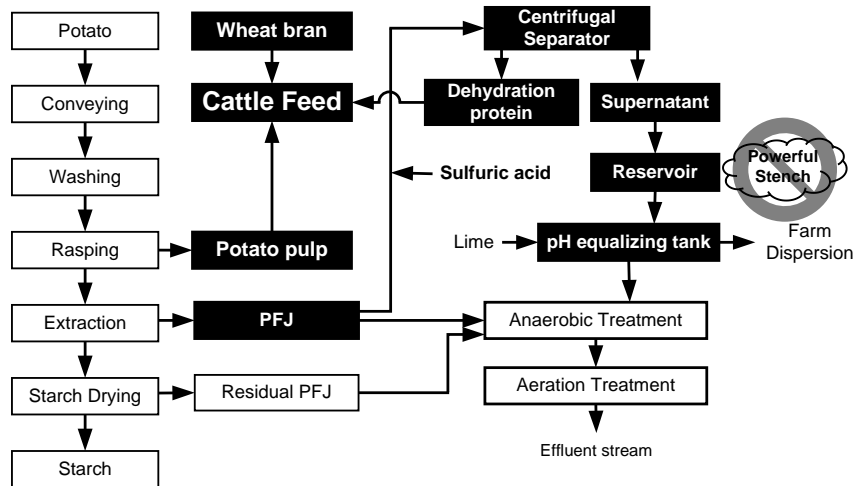 Potato
Conveying
Washing
Rasping
Extraction
Starch Drying
Starch
Wheat bran
Cattle Feed
Potato pulp
PFJ
Residual PFJ
Centrifugal
Separator
Dehydration
protein
Supernatant
Sulfuric acid
Reservoir
Powerful
Stench
Lime
pH equalizing tank
Farm
Dispersion
Anaerobic Treatment
Aeration Treatment
Effluent stream